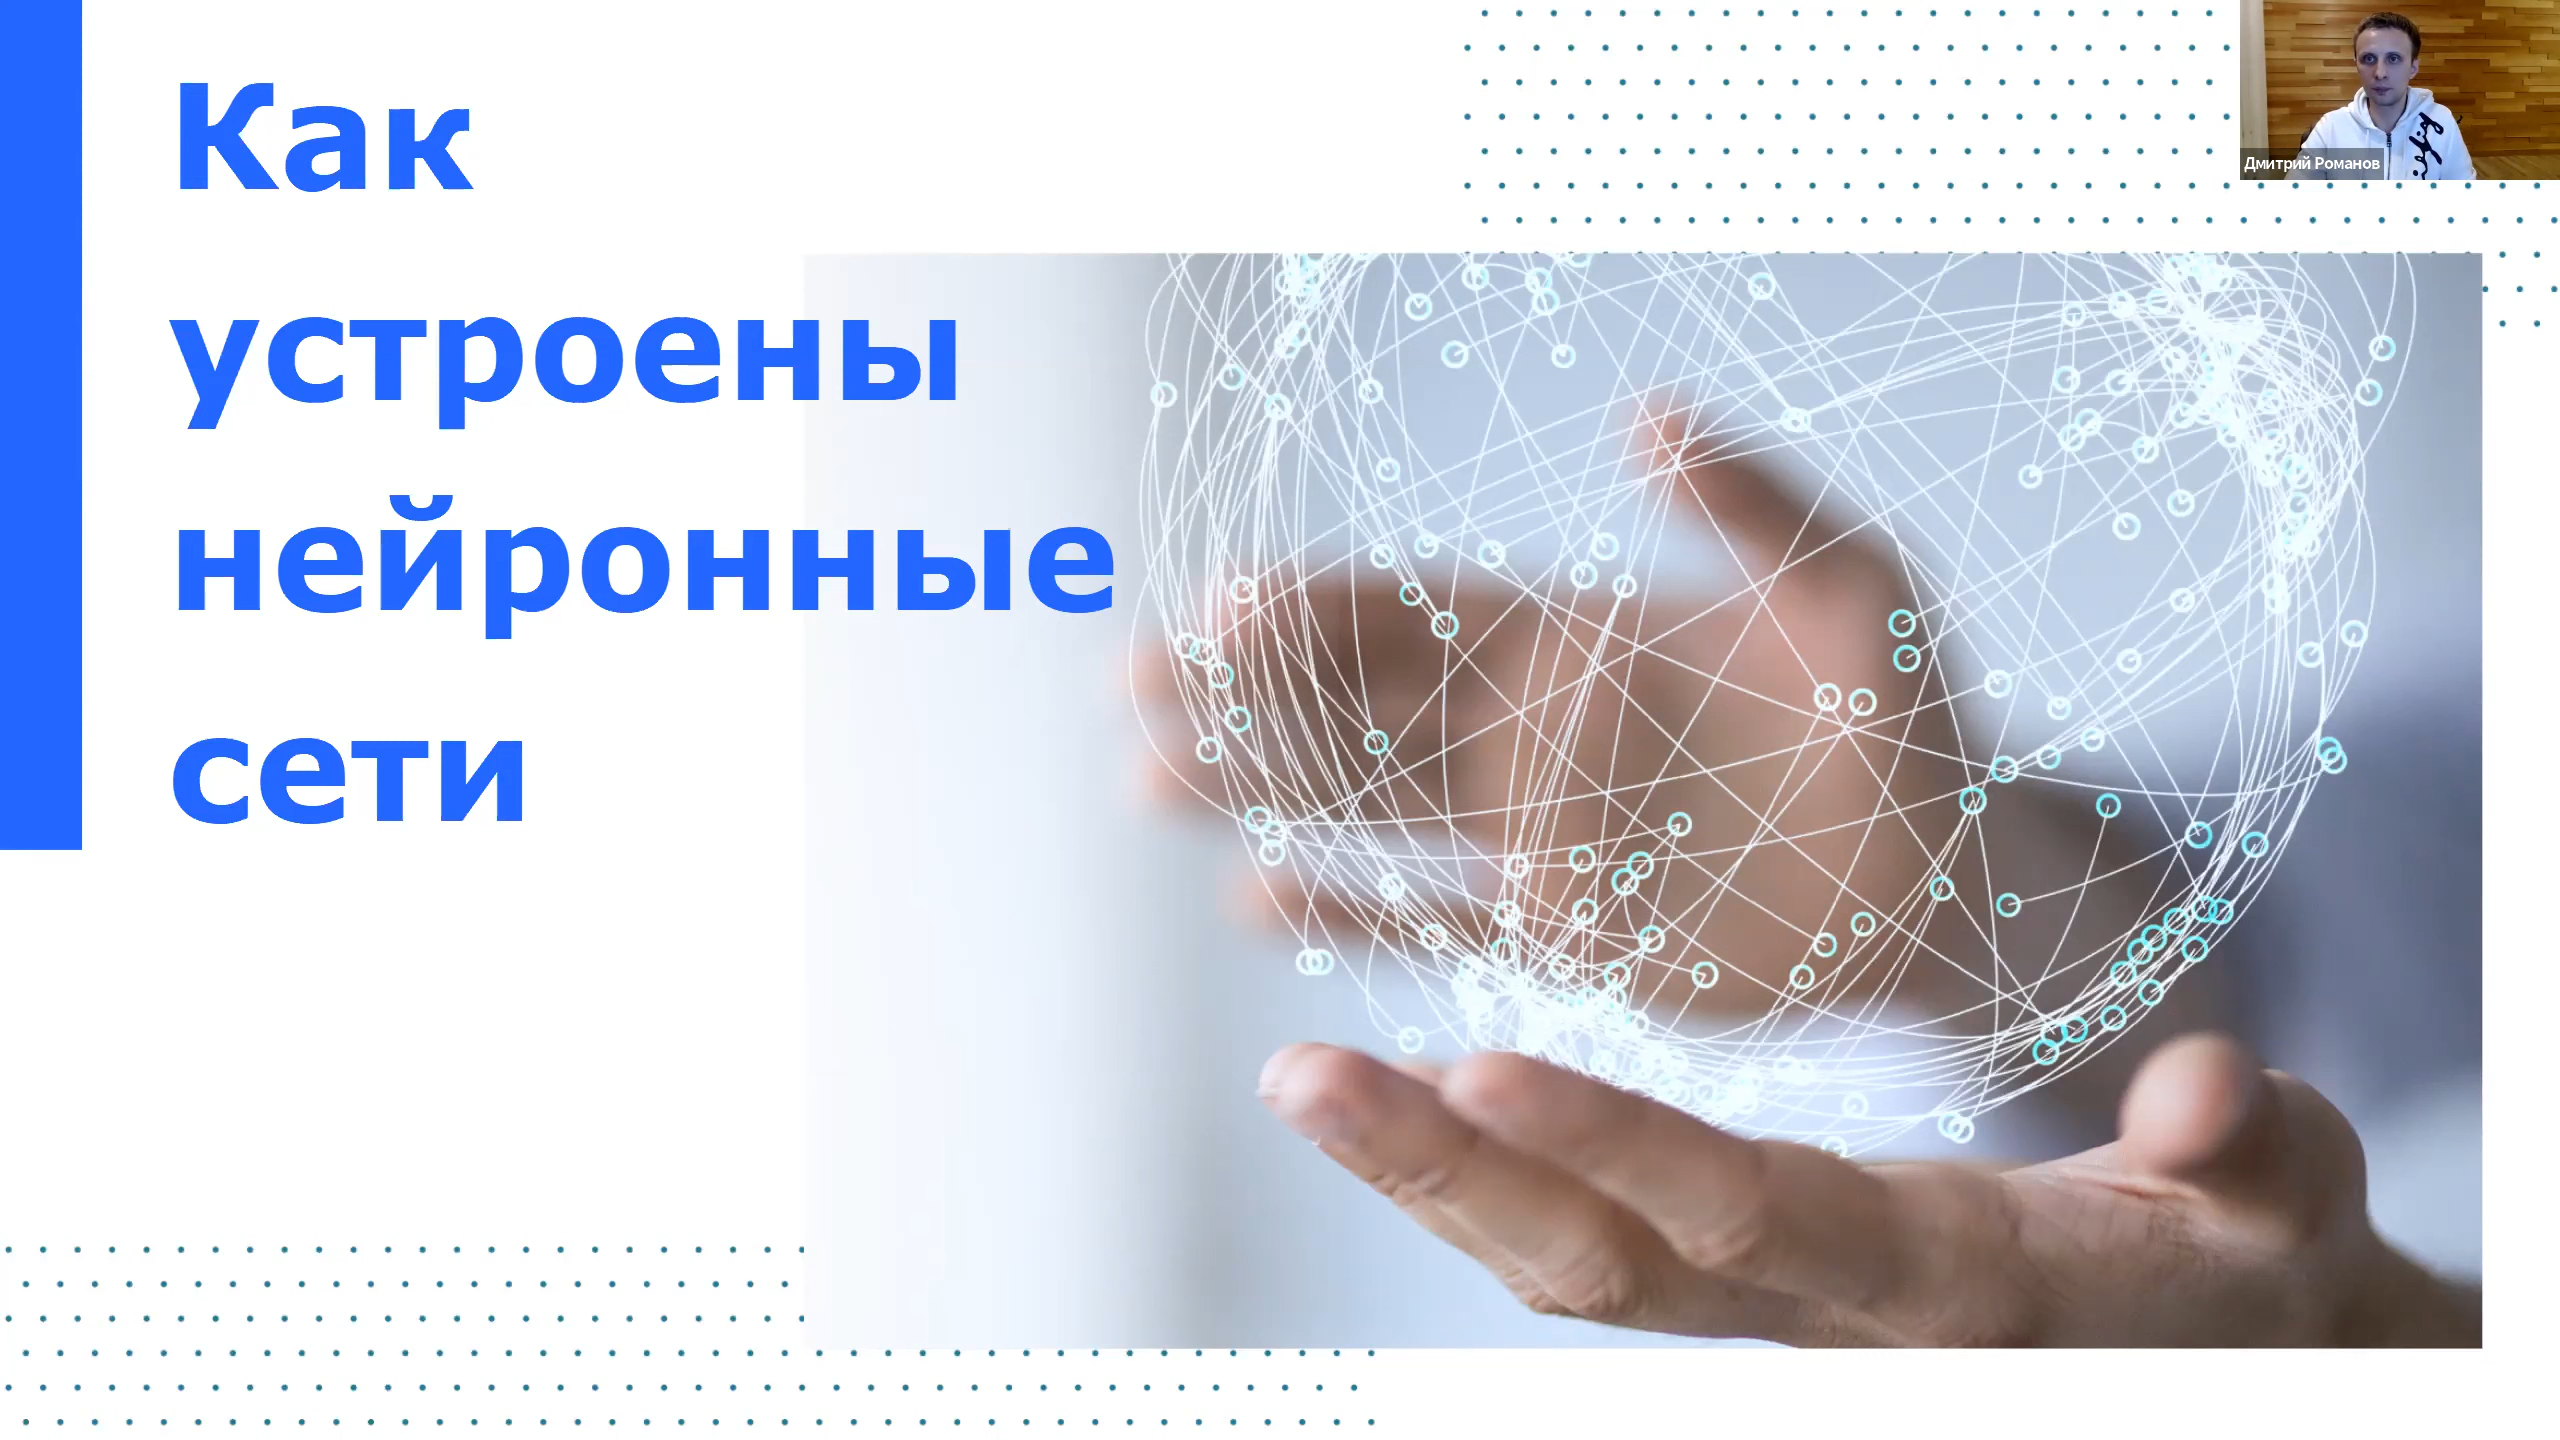 Как
устроены
нейронные
сети
Дмитрий Романов